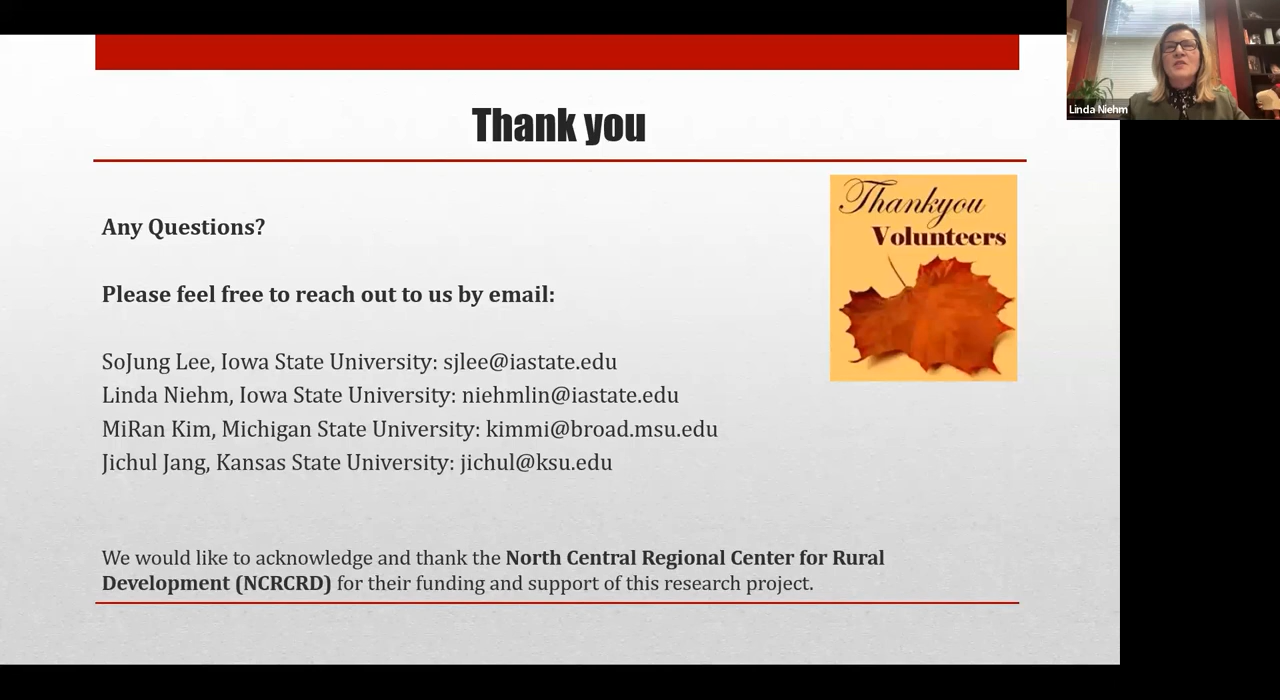 Linda Niehm
Thank you
Thankyou
Volunteers
Any Questions?
Please feel free to reach out to us by email:
SoJung Lee, Iowa State University: sjlee@iastate.edu
Linda Niehm, Iowa State University: niehmlin@iastate.edu
MiRan Kim, Michigan State University: kimmi@broad.msu.edu
Jichul Jang, Kansas State University: jichul@ksu.edu
We would like to acknowledge and thank the North Central Regional Center for Rural
Development (NCRCRD) for their funding and support of this research project.